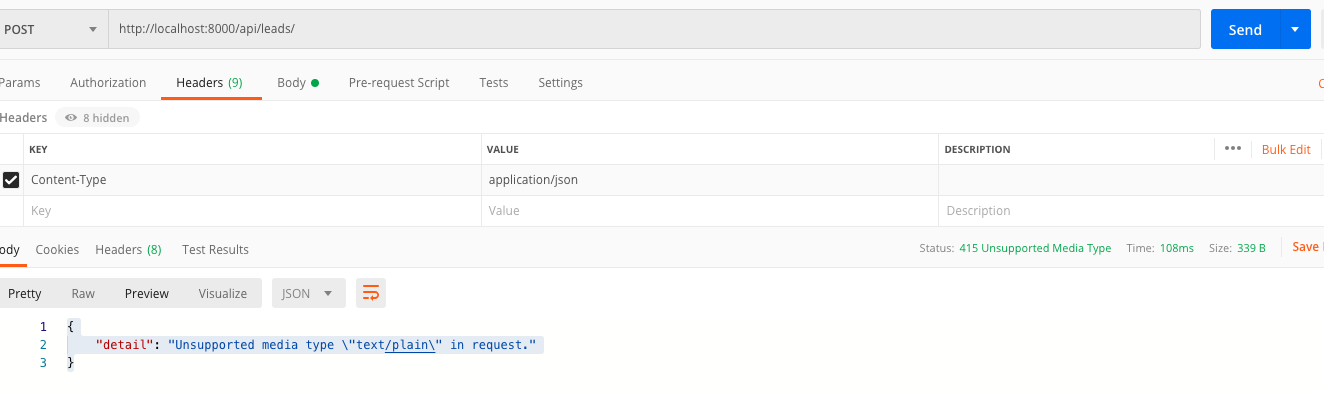 POST http://localhost:8000/api/leads/ Send
Params Authorization Headers (9) Body Pre-request Script Tests Settings
Headers 8 hidden
KEY VALUE DESCRIPTION ••• Bulk Edit
Content-Type application/json
Key Value Description
ody Cookies Headers (8) Test Results Status: 415 Unsupported Media Type Time: 108ms Size: 339 B Save
Pretty Raw Preview Visualize JSON
1 {
2 "detail": "Unsupported media type \"text/plain\" in request."
3 }